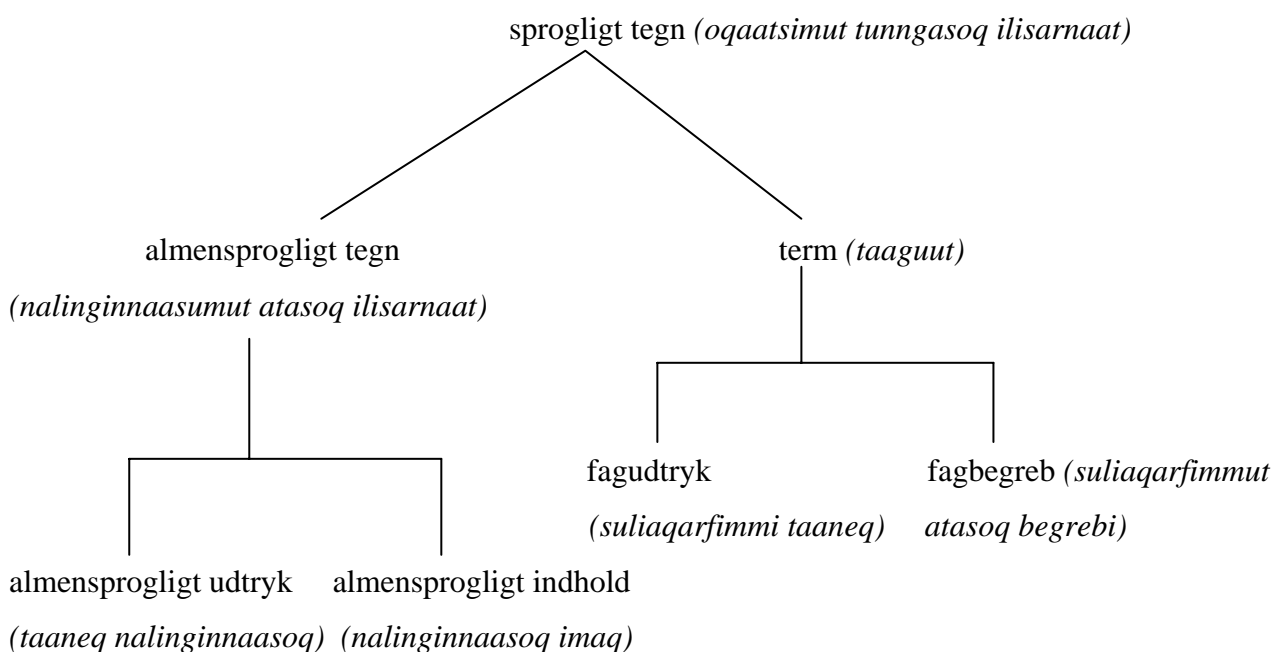 sprogligt tegn (oqaatsimut tunngasoq ilisarnaat)
almensprogligt tegn
(nalinginnaasumut atasoq ilisarnaat)
term (taaguut)
fagudtryk
(suliaqarfimmi taaneq)
fagbegreb (suliaqarfimmut
atasoq begrebi)
almensprogligt udtryk
(taaneq nalinginnaasoq)
almensprogligt indhold
(nalinginnaasoq imaq)